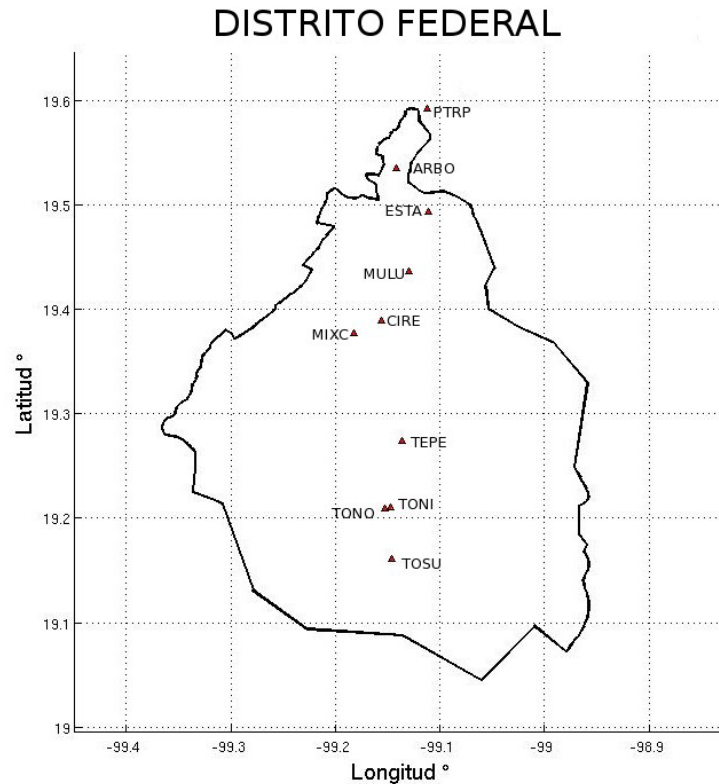 DISTRITO FEDERAL
19.6
PTRP
JARBO
19.5
ESTA
MULU
19.4
CIRE
MIXC
19.3
TEPE
19.2
TONI
TONO
TOSU
19.1
19
Latitud °
-99.4 -99.3 -99.2 -99.1 -99 -98.9
Longitud °